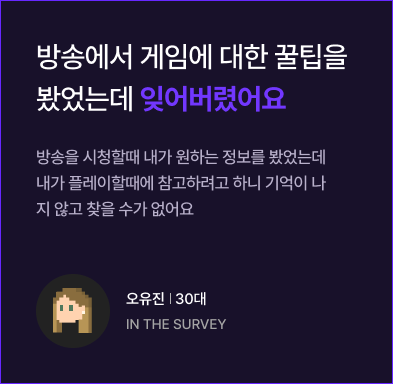 방송에서 게임에 대한 꿀팁을
봤었는데 잊어버렸어요
방송을 시청할때 내가 원하는 정보를 봤었는데
내가 플레이할때에 참고하려고 하니 기억이 나
지 않고 찾을 수가 없어요
오유진 | 30대
IN THE SURVEY